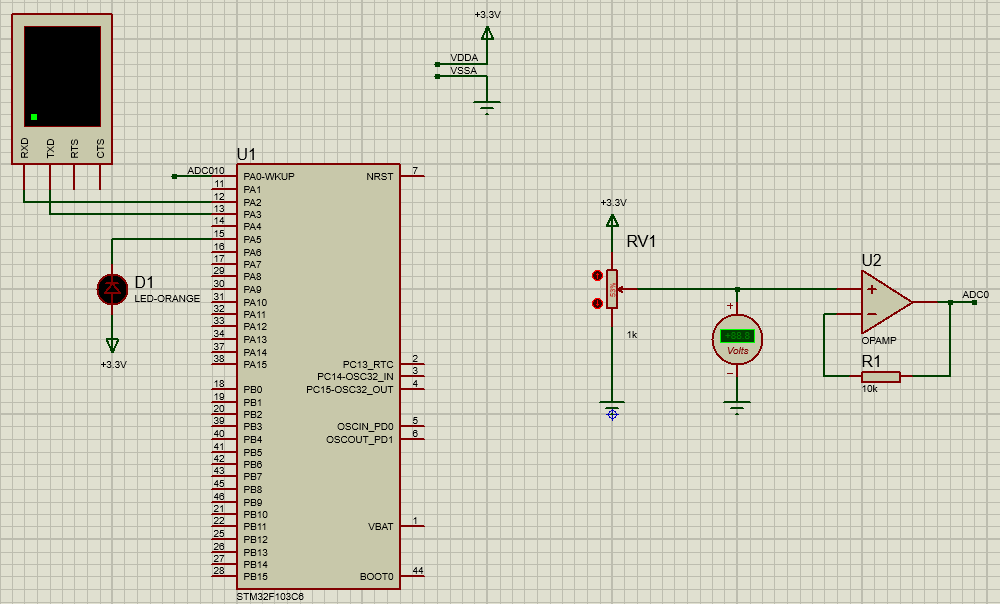 +3.3V
VDDA
VSSA
RXD
TXD
RTS
CTS
U1
ADC0
10 PA0-WKUP
11 PA1
12 PA2
13 PA3
14 PA4
15 PA5
16 PA6
17 PA7
29 PA8
30 PA9
31 PA10
32 PA11
33 PA12
34 PA13
37 PA14
38 PA15
18 PB0
19 PB1
20 PB2
39 PB3
40 PB4
41 PB5
42 PB6
43 PB7
45 PB8
46 PB9
21 PB10
22 PB11
25 PB12
26 PB13
27 PB14
28 PB15
NRST 7
PC13_RTC 2
PC14-OSC32_IN 3
PC15-OSC32_OUT 4
OSCIN_PD0 5
OSCOUT_PD1 6
VBAT 1
BOOT0 44
STM32F103C6
D1
LED-ORANGE
+3.3V
+3.3V
RV1
53%
1k
+
Volts
−
U2
+
−
OPAMP
ADC0
R1
10k